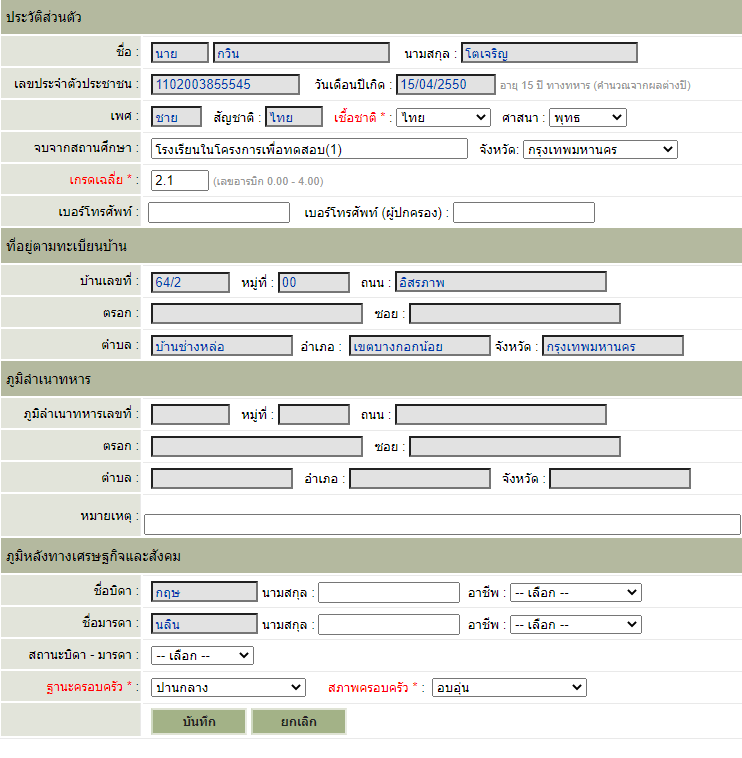 ประวัติส่วนตัว
ชื่อ : นาย กวิน นามสกุล : โตเจริญ
เลขประจำตัวประชาชน : 1102003855545 วันเดือนปีเกิด : 15/04/2550 อายุ 15 ปี ทางทหาร (คำนวณจากผลต่างปี)
เพศ : ชาย สัญชาติ : ไทย เชื้อชาติ * : ไทย ศาสนา : พุทธ
จบจากสถานศึกษา : โรงเรียนในโครงการเพื่อทดสอบ(1) จังหวัด: กรุงเทพมหานคร
เกรดเฉลี่ย * : 2.1 (เลขอารบิก 0.00 - 4.00)
เบอร์โทรศัพท์ : เบอร์โทรศัพท์ (ผู้ปกครอง) :
ที่อยู่ตามทะเบียนบ้าน
บ้านเลขที่ : 64/2 หมู่ที่ : 00 ถนน : อิสรภาพ
ตรอก : ซอย :
ตำบล : บ้านช่างหล่อ อำเภอ : เขตบางกอกน้อย จังหวัด : กรุงเทพมหานคร
ภูมิลำเนาทหาร
ภูมิลำเนาทหารเลขที่ : หมู่ที่ : ถนน :
ตรอก : ซอย :
ตำบล : อำเภอ : จังหวัด :
หมายเหตุ :
ภูมิหลังทางเศรษฐกิจและสังคม
ชื่อบิดา : กฤษ นามสกุล : อาชีพ : -- เลือก --
ชื่อมารดา : นลิน นามสกุล : อาชีพ : -- เลือก --
สถานะบิดา - มารดา : -- เลือก --
ฐานะครอบครัว * : ปานกลาง สภาพครอบครัว * : อบอุ่น
บันทึก ยกเลิก